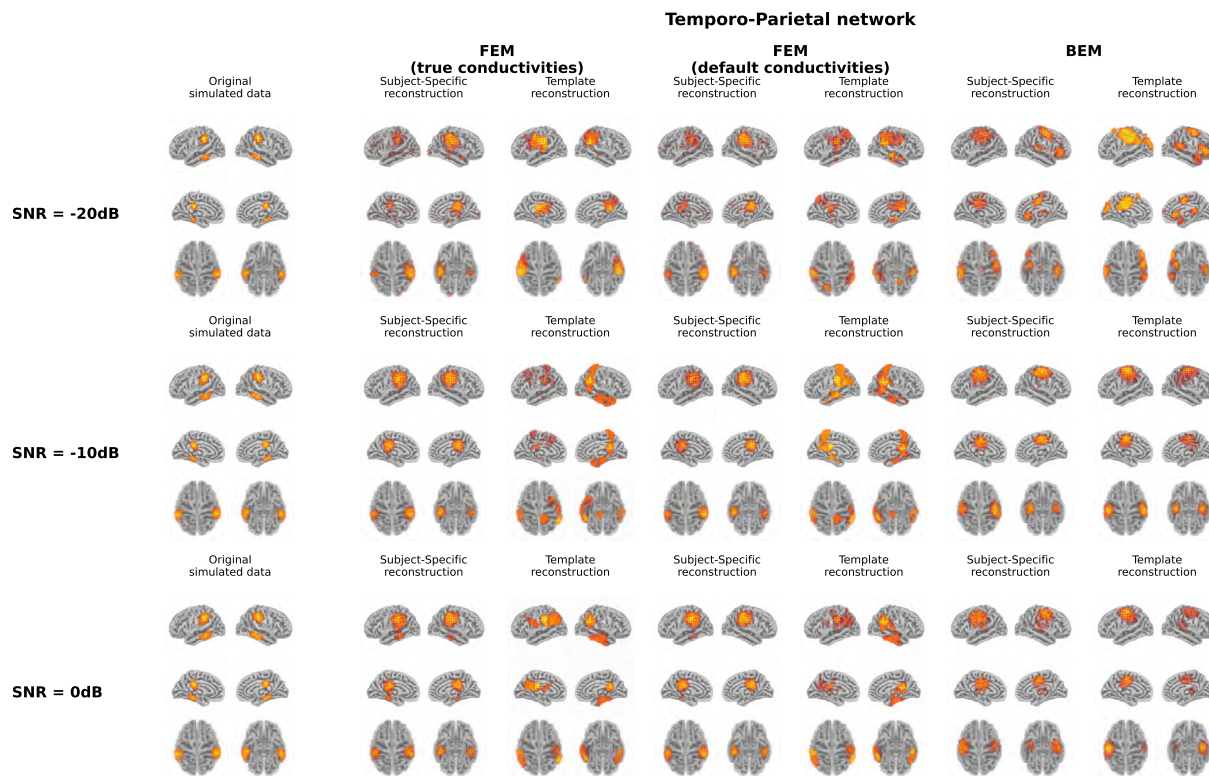 Temporo-Parietal network
FEM
(true conductivities)
FEM
(default conductivities)
BEM
Original
simulated data
Subject-Specific
reconstruction
Template
reconstruction
Subject-Specific
reconstruction
Template
reconstruction
Subject-Specific
reconstruction
Template
reconstruction
SNR = -20dB
Original
simulated data
Subject-Specific
reconstruction
Template
reconstruction
Subject-Specific
reconstruction
Template
reconstruction
Subject-Specific
reconstruction
Template
reconstruction
SNR = -10dB
Original
simulated data
Subject-Specific
reconstruction
Template
reconstruction
Subject-Specific
reconstruction
Template
reconstruction
Subject-Specific
reconstruction
Template
reconstruction
SNR = 0dB